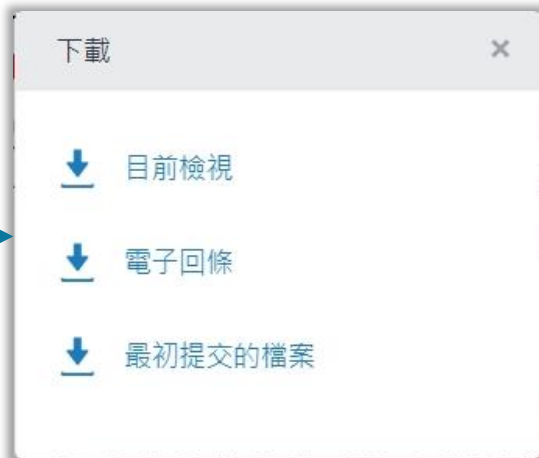 下載
目前檢視
電子回條
最初提交的檔案